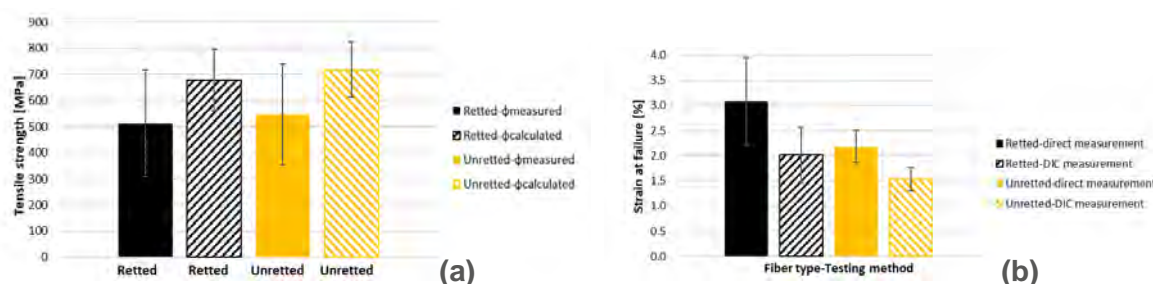 900
800
700
600
500
400
300
200
100
0
Tensile strength [MPa]
Retted
Retted
Unretted
Unretted
Retted-ϕmeasured
Retted-ϕcalculated
Unretted-ϕmeasured
Unretted-ϕcalculated
(a)
4.0
3.5
3.0
2.5
2.0
1.5
1.0
0.5
0.0
Strain at failure [%]
Fiber type-Testing method
Retted-direct measurement
Retted-DIC measurement
Unretted-direct measurement
Unretted-DIC measurement
(b)